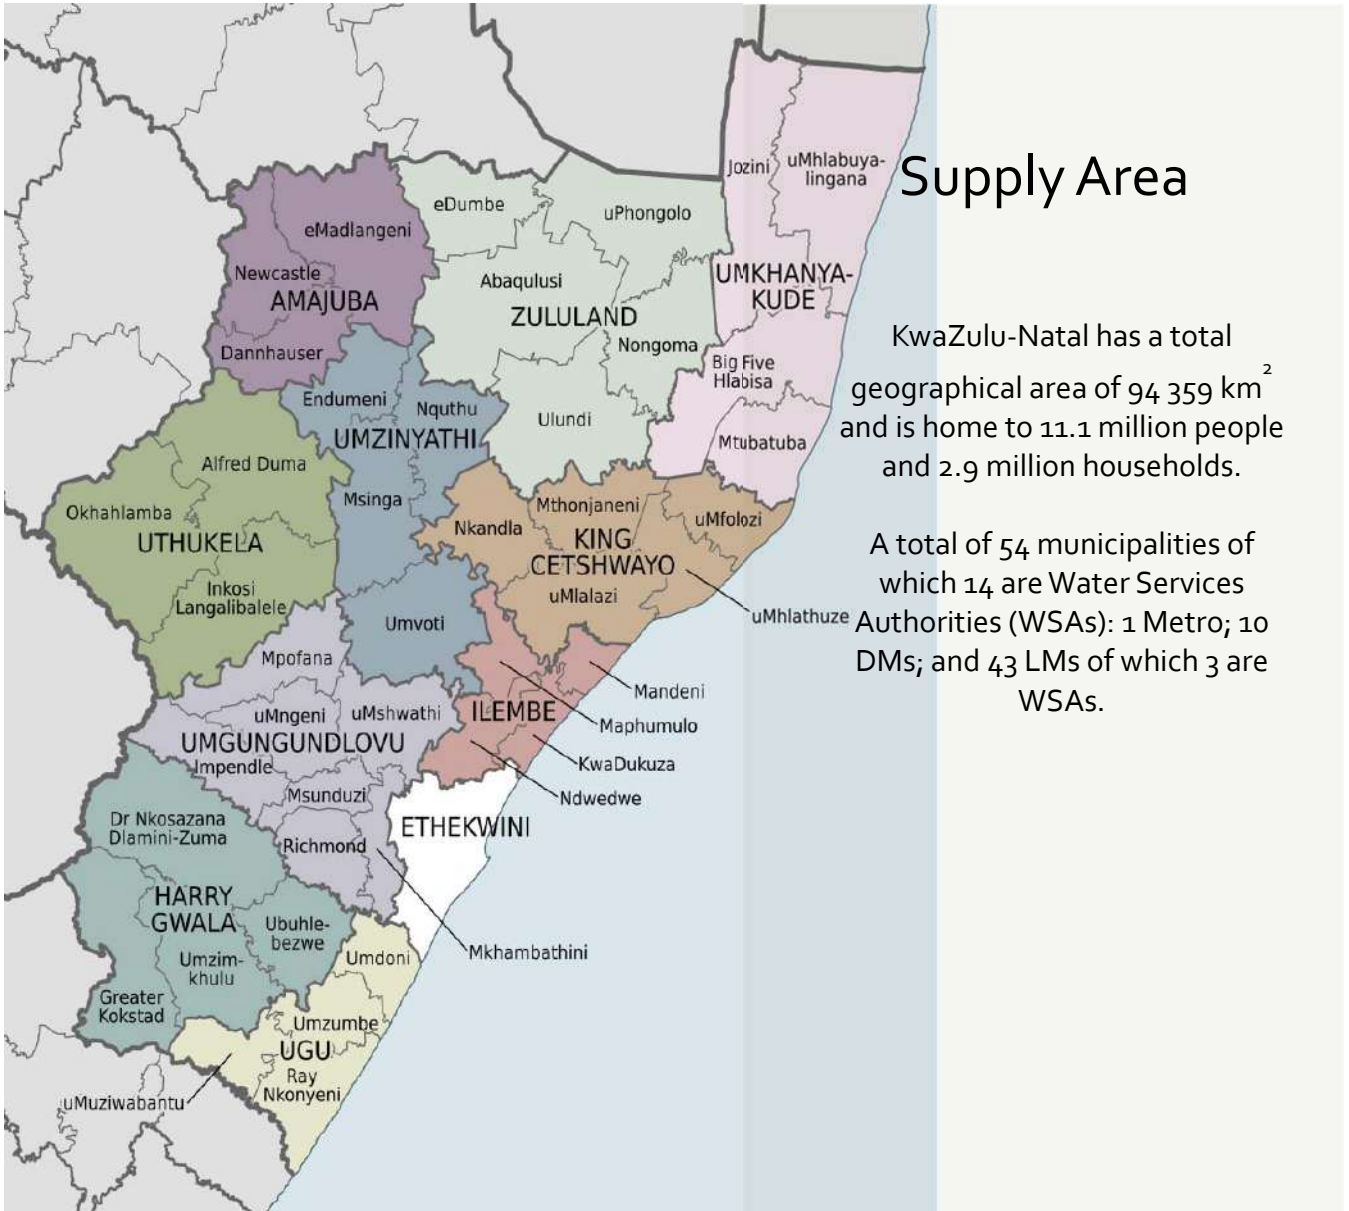 Supply Area
KwaZulu-Natal has a total
geographical area of 94 359 km²
and is home to 11.1 million people
and 2.9 million households.
A total of 54 municipalities of
which 14 are Water Services
Authorities (WSAs): 1 Metro; 10
DMs; and 43 LMs of which 3 are
WSAs.
Jozini
uMhlabuya-
lingana
UMKHANYA-
KUDE
Big Five
Hlabisa
Mtubatuba
eDumbe
uPhongolo
Abaqulusi
ZULULAND
Nongoma
Ulundi
eMadlangeni
Newcastle
AMAJUBA
Dannhauser
Endumeni
Nquthu
UMZINYATHI
Msinga
Umvoti
Alfred Duma
Okhahlamba
UTHUKELA
Inkosi
Langalibalele
Mthonjaneni
Nkandla
uMfolozi
KING
CETSHWAYO
uMlalazi
uMhlathuze
Mandeni
ILEMBE
Maphumulo
KwaDukuza
Ndwedwe
Mpofana
uMngeni
uMshwathi
UMGUNGUNDLOVU
Impendle
Msunduzi
Richmond
Mkhambathini
ETHEKWINI
Dr Nkosazana
Dlamini-Zuma
HARRY
GWALA
Ubuhle-
bezwe
Umzim-
khulu
Greater
Kokstad
Umdoni
Umzumbe
UGU
Ray
Nkonyeni
uMuziwabantu